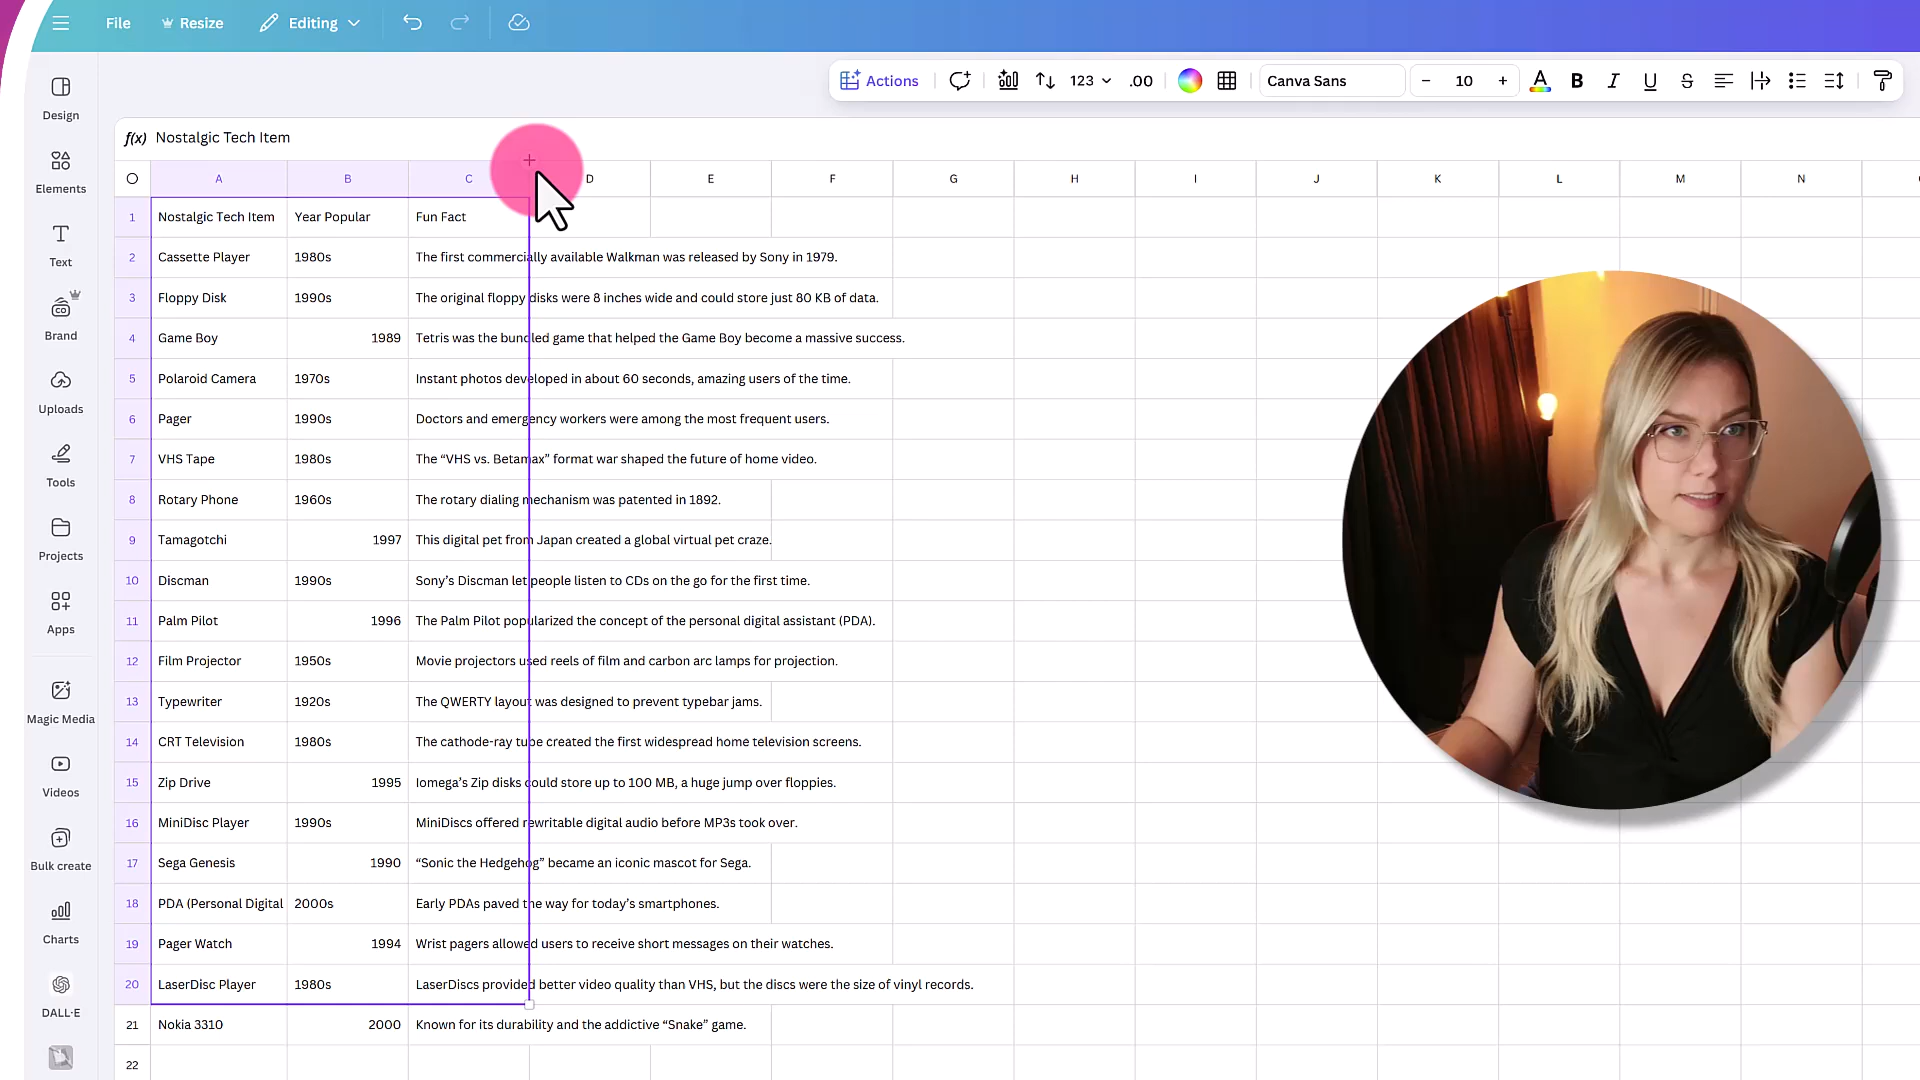 File Resize Editing
Actions 123 .00 Canva Sans - 10 + A B I U S
f(x) Nostalgic Tech Item
A B C D E F G H I J K L M N
1 Nostalgic Tech Item Year Popular Fun Fact
2 Cassette Player 1980s The first commercially available Walkman was released by Sony in 1979.
3 Floppy Disk 1990s The original floppy disks were 8 inches wide and could store just 80 KB of data.
4 Game Boy 1989 Tetris was the bundled game that helped the Game Boy become a massive success.
5 Polaroid Camera 1970s Instant photos developed in about 60 seconds, amazing users of the time.
6 Pager 1990s Doctors and emergency workers were among the most frequent users.
7 VHS Tape 1980s The “VHS vs. Betamax” format war shaped the future of home video.
8 Rotary Phone 1960s The rotary dialing mechanism was patented in 1892.
9 Tamagotchi 1997 This digital pet from Japan created a global virtual pet craze.
10 Discman 1990s Sony’s Discman let people listen to CDs on the go for the first time.
11 Palm Pilot 1996 The Palm Pilot popularized the concept of the personal digital assistant (PDA).
12 Film Projector 1950s Movie projectors used reels of film and carbon arc lamps for projection.
13 Typewriter 1920s The QWERTY layout was designed to prevent typebar jams.
14 CRT Television 1980s The cathode-ray tube created the first widespread home television screens.
15 Zip Drive 1995 Iomega’s Zip disks could store up to 100 MB, a huge jump over floppies.
16 MiniDisc Player 1990s MiniDiscs offered rewritable digital audio before MP3s took over.
17 Sega Genesis 1990 “Sonic the Hedgehog” became an iconic mascot for Sega.
18 PDA (Personal Digital 2000s Early PDAs paved the way for today’s smartphones.
19 Pager Watch 1994 Wrist pagers allowed users to receive short messages on their watches.
20 LaserDisc Player 1980s LaserDiscs provided better video quality than VHS, but the discs were the size of vinyl records.
21 Nokia 3310 2000 Known for its durability and the addictive “Snake” game.
22
Design
Elements
Text
Brand
Uploads
Tools
Projects
Apps
Magic Media
Videos
Bulk create
Charts
DALL·E